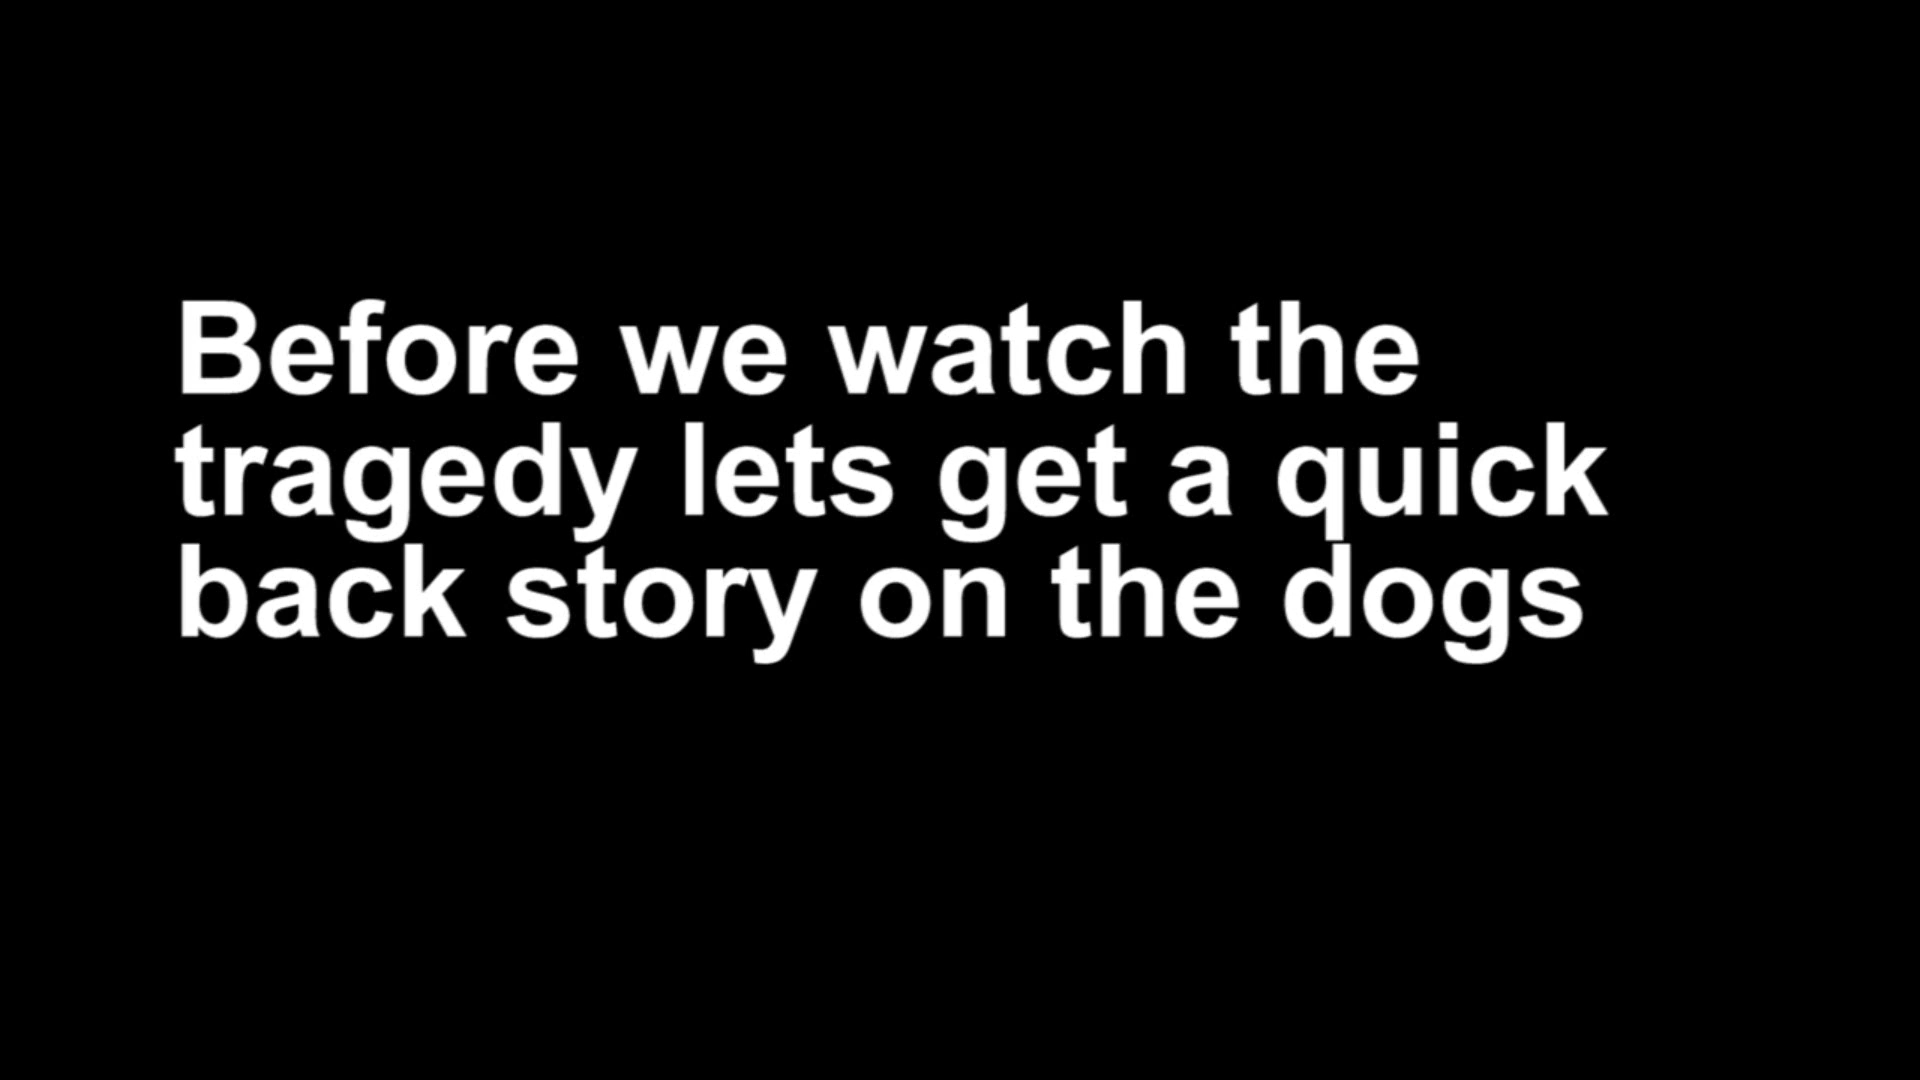 Before we watch the
tragedy lets get a quick
back story on the dogs